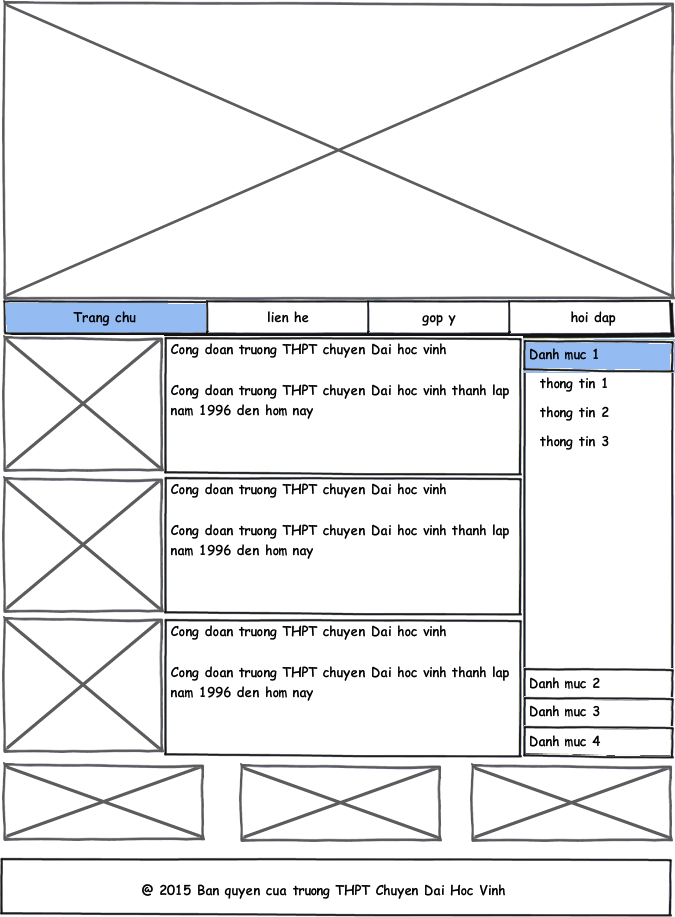 Trang chu
lien he
gop y
hoi dap
Cong doan truong THPT chuyen Dai hoc vinh
Cong doan truong THPT chuyen Dai hoc vinh thanh lap
nam 1996 den hom nay
Cong doan truong THPT chuyen Dai hoc vinh
Cong doan truong THPT chuyen Dai hoc vinh thanh lap
nam 1996 den hom nay
Cong doan truong THPT chuyen Dai hoc vinh
Cong doan truong THPT chuyen Dai hoc vinh thanh lap
nam 1996 den hom nay
Danh muc 1
thong tin 1
thong tin 2
thong tin 3
Danh muc 2
Danh muc 3
Danh muc 4
@ 2015 Ban quyen cua truong THPT Chuyen Dai Hoc Vinh